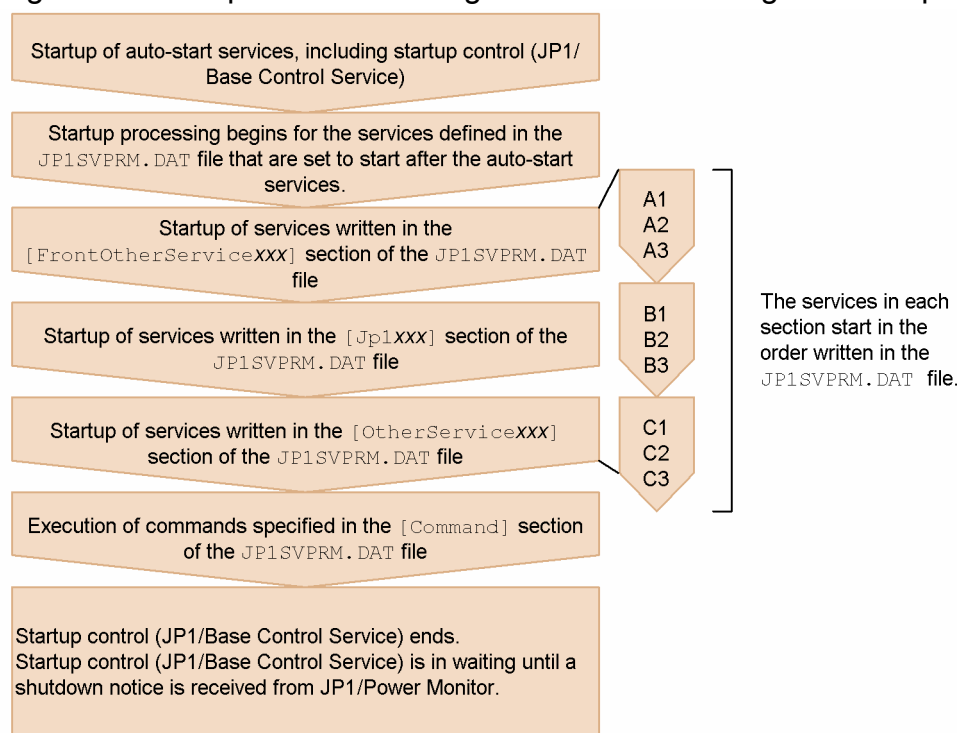 Startup of auto-start services, including startup control (JP1/
Base Control Service)
Startup processing begins for the services defined in the
JP1SVPRM.DAT file that are set to start after the auto-start
services.
Startup of services written in the
[FrontOtherServicexxx] section of the JP1SVPRM.DAT
file
A1
A2
A3
Startup of services written in the [Jp1xxx] section of the
JP1SVPRM.DAT file
B1
B2
B3
Startup of services written in the [OtherServicexxx]
section of the JP1SVPRM.DAT file
C1
C2
C3
The services in each
section start in the
order written in the
JP1SVPRM.DAT file.
Execution of commands specified in the [Command] section
of the JP1SVPRM.DAT file
Startup control (JP1/Base Control Service) ends.
Startup control (JP1/Base Control Service) is in waiting until a
shutdown notice is received from JP1/Power Monitor.